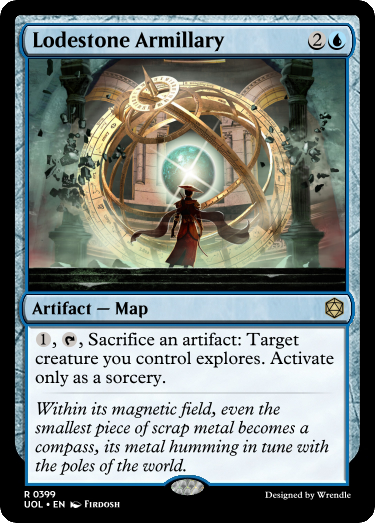 Lodestone Armillary 2
Artifact — Map
1, , Sacrifice an artifact: Target
creature you control explores. Activate
only as a sorcery.
Within its magnetic field, even the
smallest piece of scrap metal becomes a
compass, its metal humming in tune with
the poles of the world.
R 0399
UOL • EN Firdosh
Designed by Wrendle